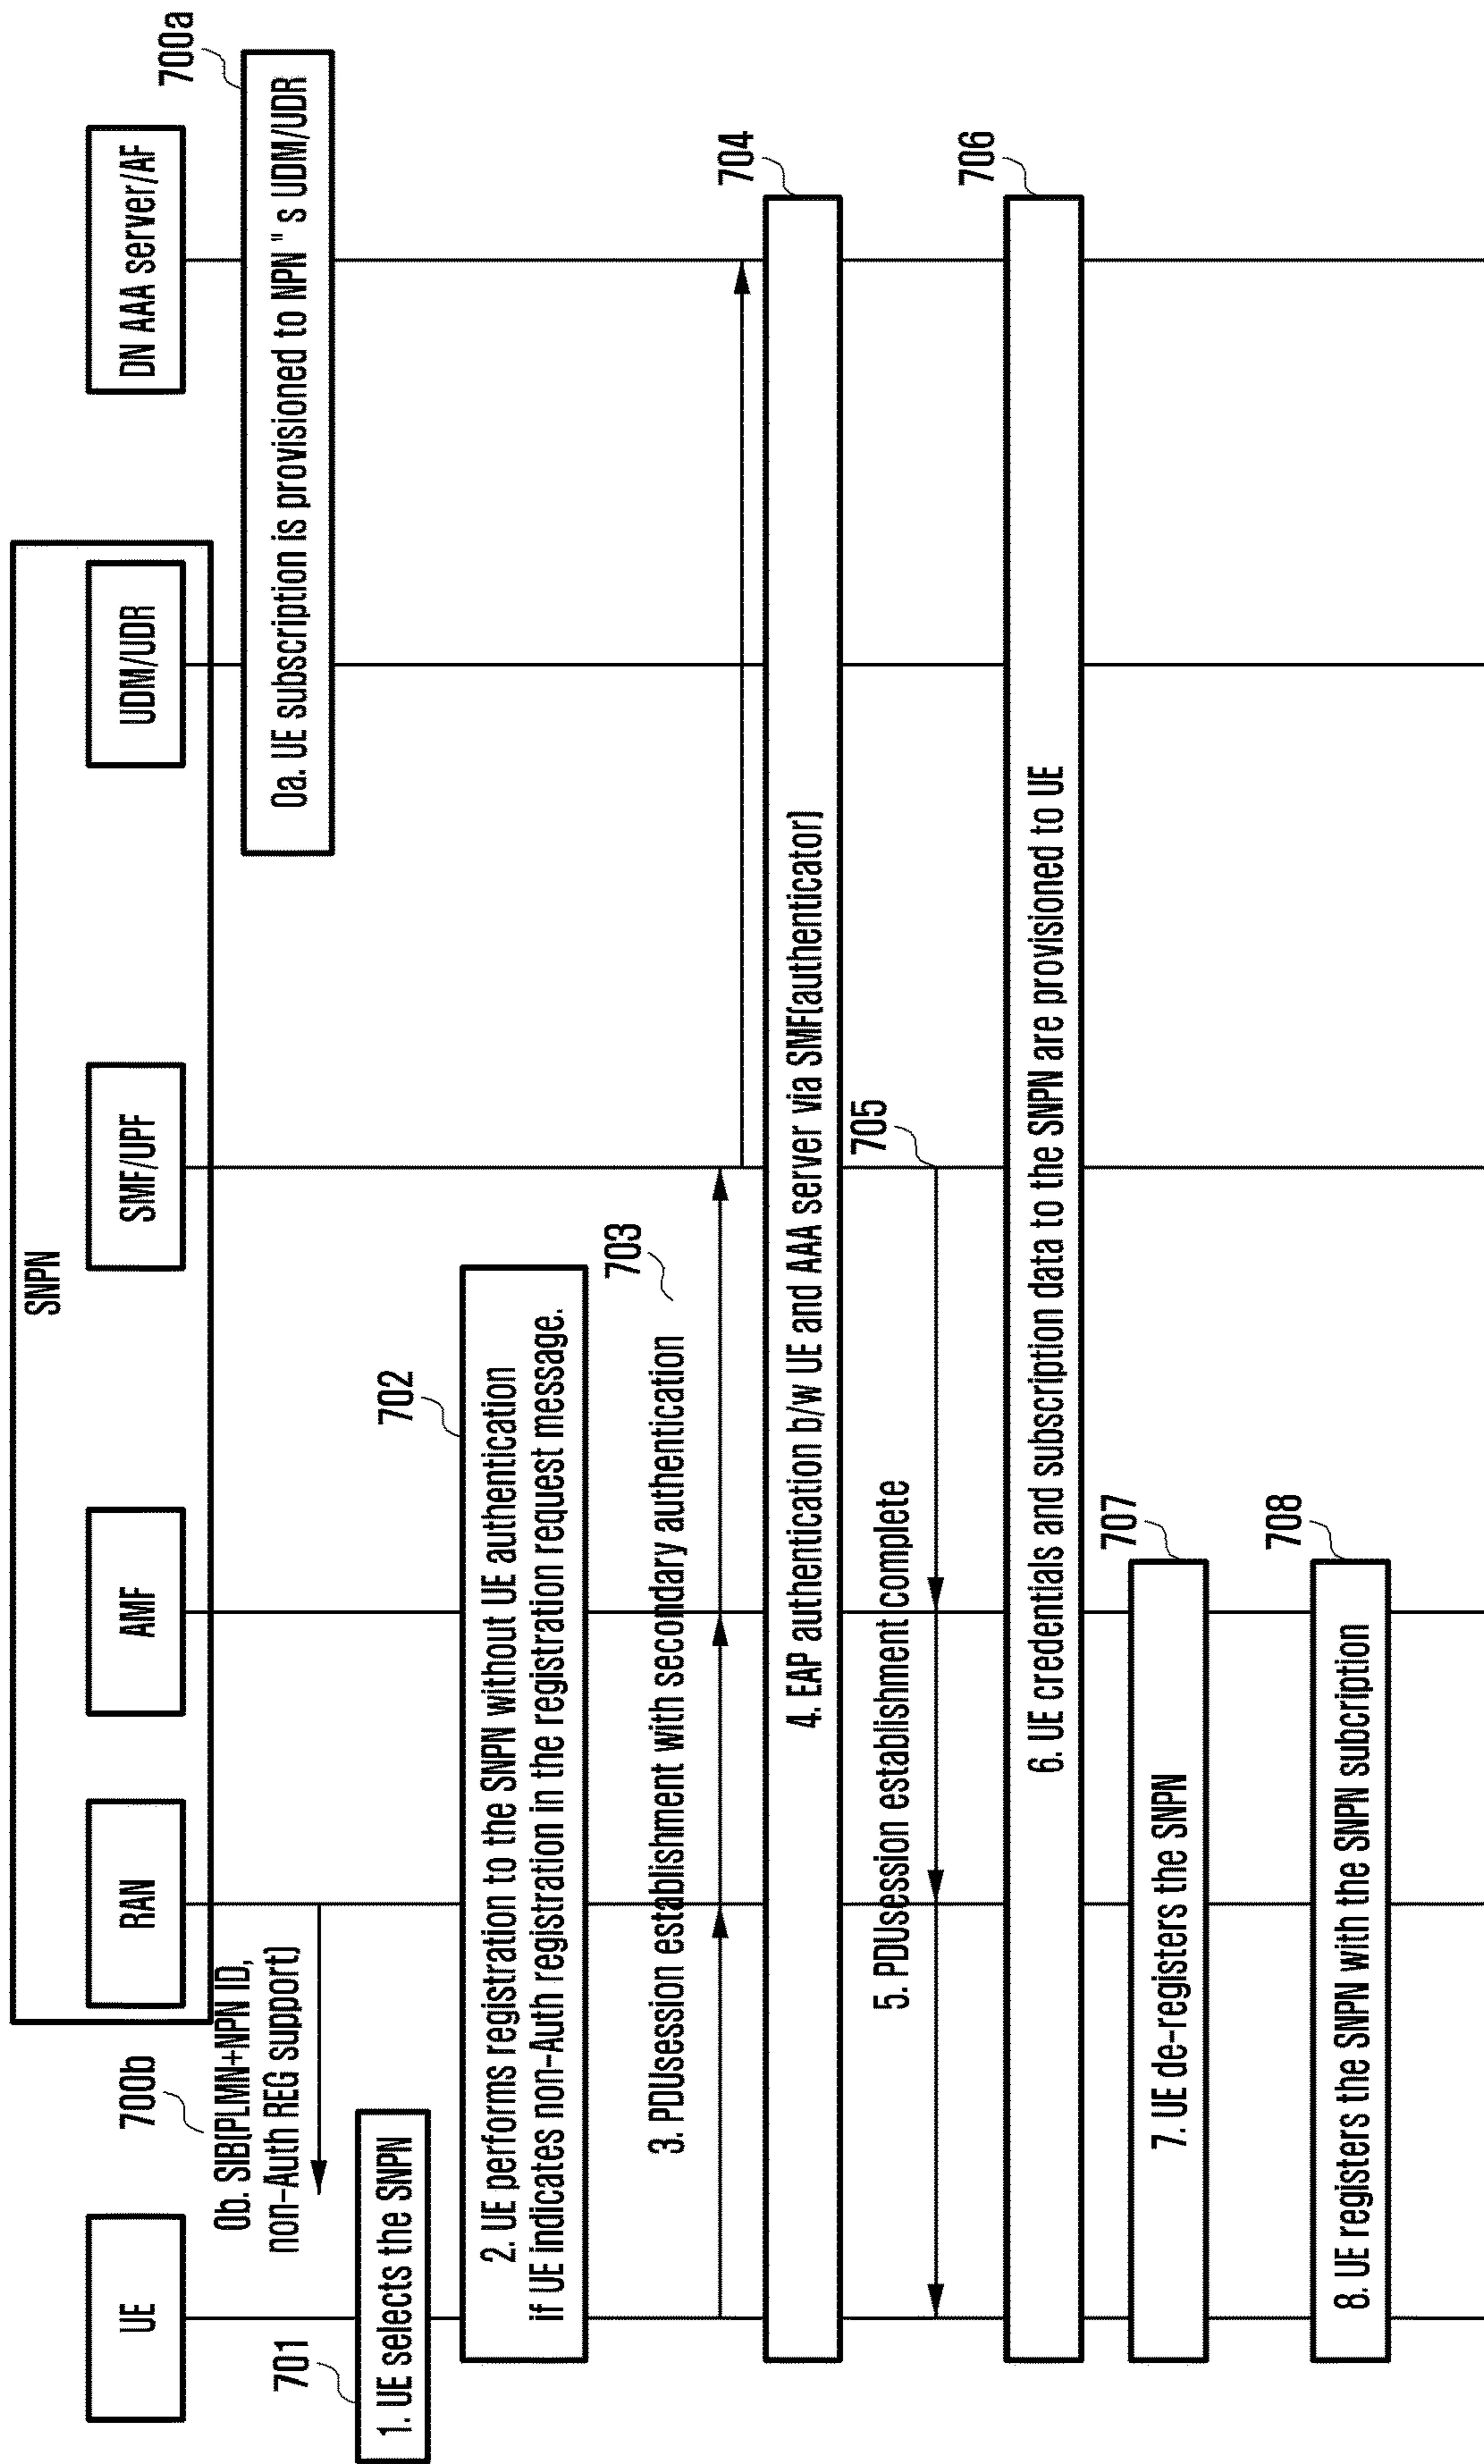 SNPN
UE
RAN
AMF
SMF/UPF
UDM/UDR
DN AAA server/AF
700a
0a. UE subscription is provisioned to NPN " s UDM/UDR
700b
0b. SIB(PLMN+NPN ID,
non-Auth REG support)
701
1. UE selects the SNPN
702
2. UE performs registration to the SNPN without UE authentication
if UE indicates non-Auth registration in the registration request message.
703
3. PDUsession establishment with secondary authentication
704
4. EAP authentication b/w UE and AAA server via SMF(authenticator)
705
5. PDUsession establishment complete
706
6. UE credentials and subscription data to the SNPN are provisioned to UE
707
7. UE de-registers the SNPN
708
8. UE registers the SNPN with the SNPN subcription